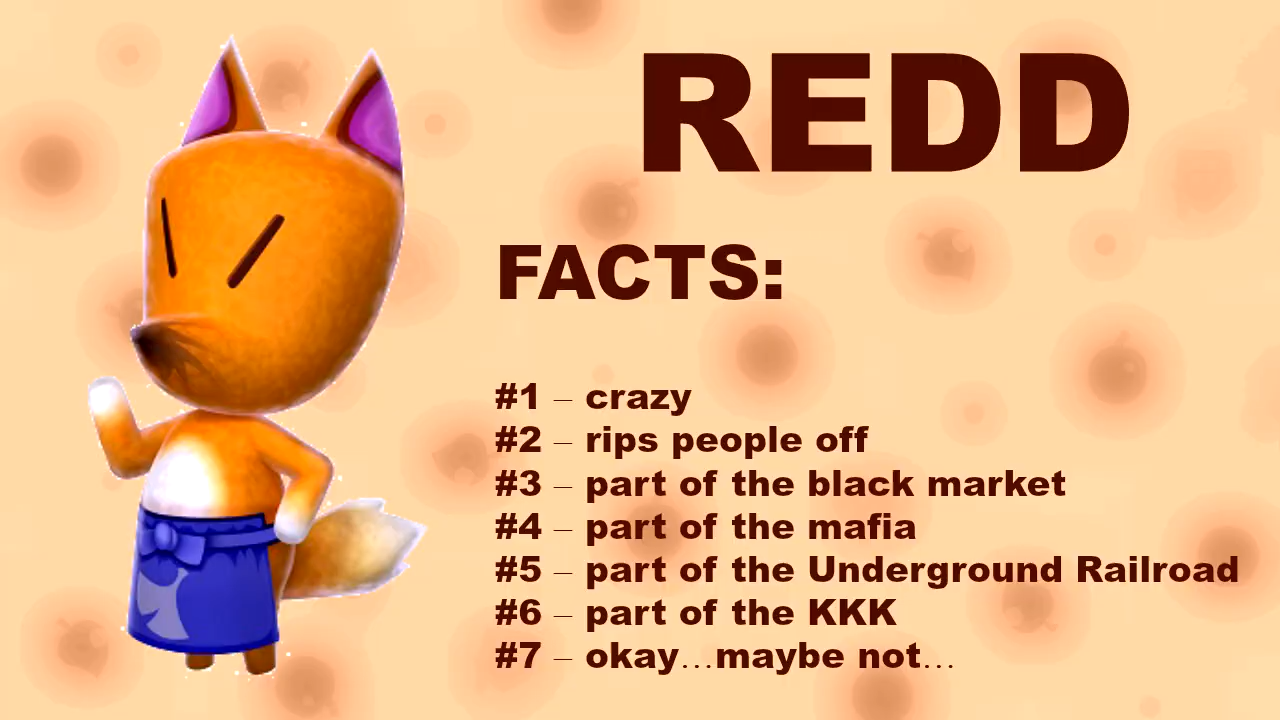 REDD
FACTS:
#1 – crazy
#2 – rips people off
#3 – part of the black market
#4 – part of the mafia
#5 – part of the Underground Railroad
#6 – part of the KKK
#7 – okay…maybe not…